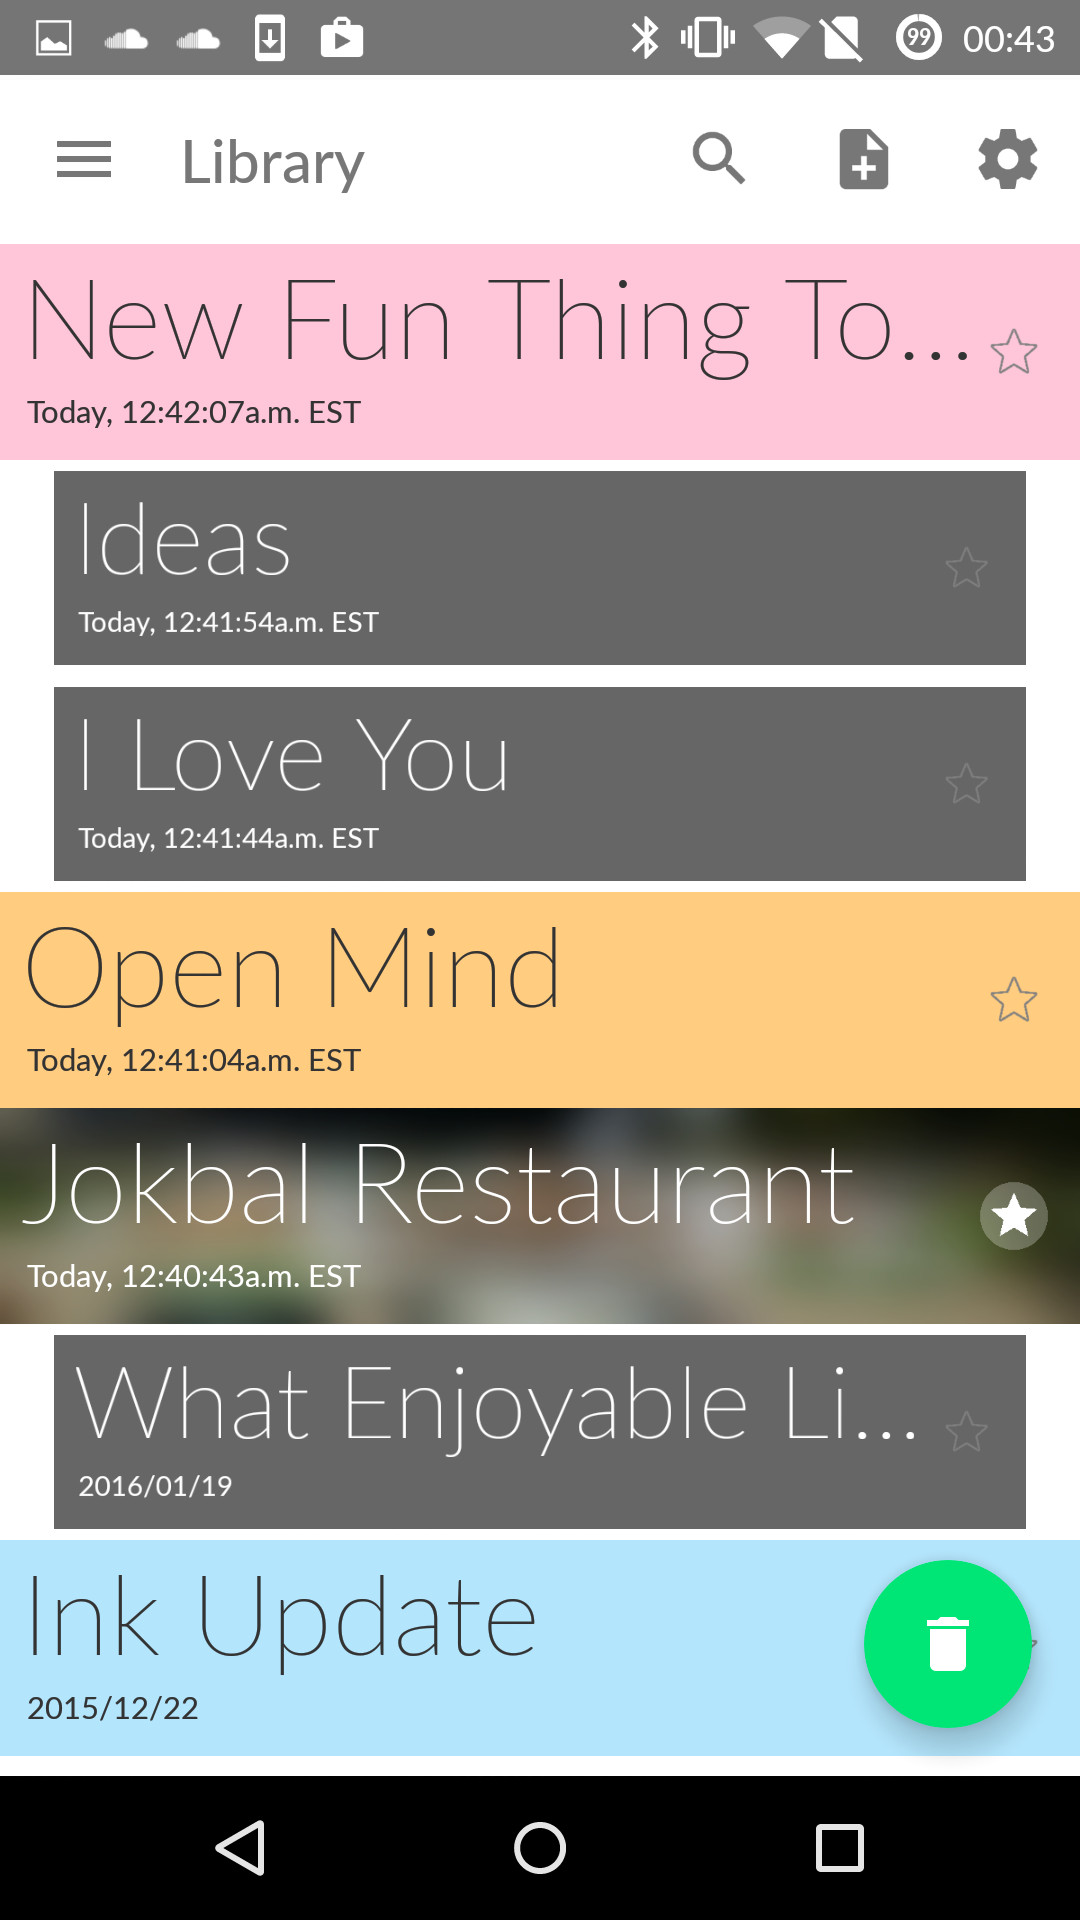 99 00:43
Library
New Fun Thing To...
Today, 12:42:07a.m. EST
Ideas
Today, 12:41:54a.m. EST
I Love You
Today, 12:41:44a.m. EST
Open Mind
Today, 12:41:04a.m. EST
Jokbal Restaurant
Today, 12:40:43a.m. EST
What Enjoyable Li...
2016/01/19
Ink Update
2015/12/22